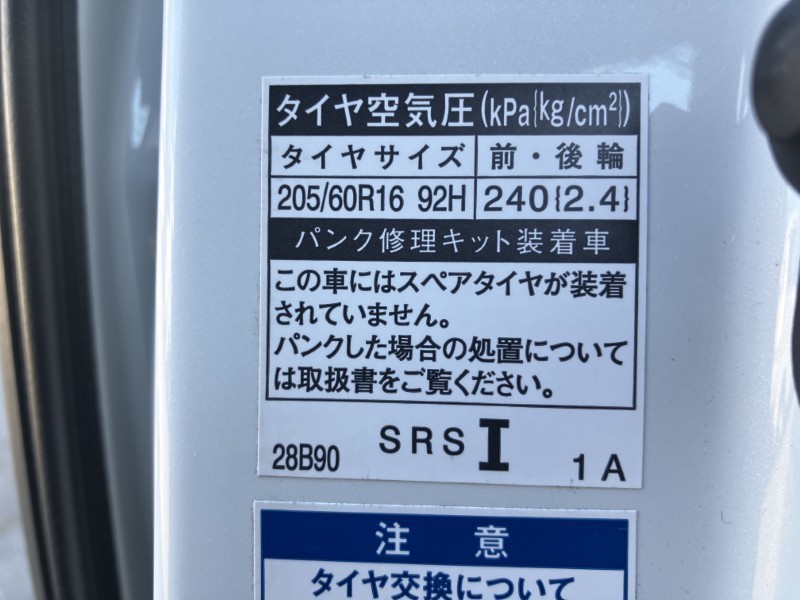 タイヤ空気圧(kPa{kg/cm²})
タイヤサイズ 前・後輪
205/60R16 92H 240{2.4}
パンク修理キット装着車
この車にはスペアタイヤが装着
されていません。
パンクした場合の処置について
は取扱書をご覧ください。
28B90 SRS I 1A
注 意
タイヤ交換について